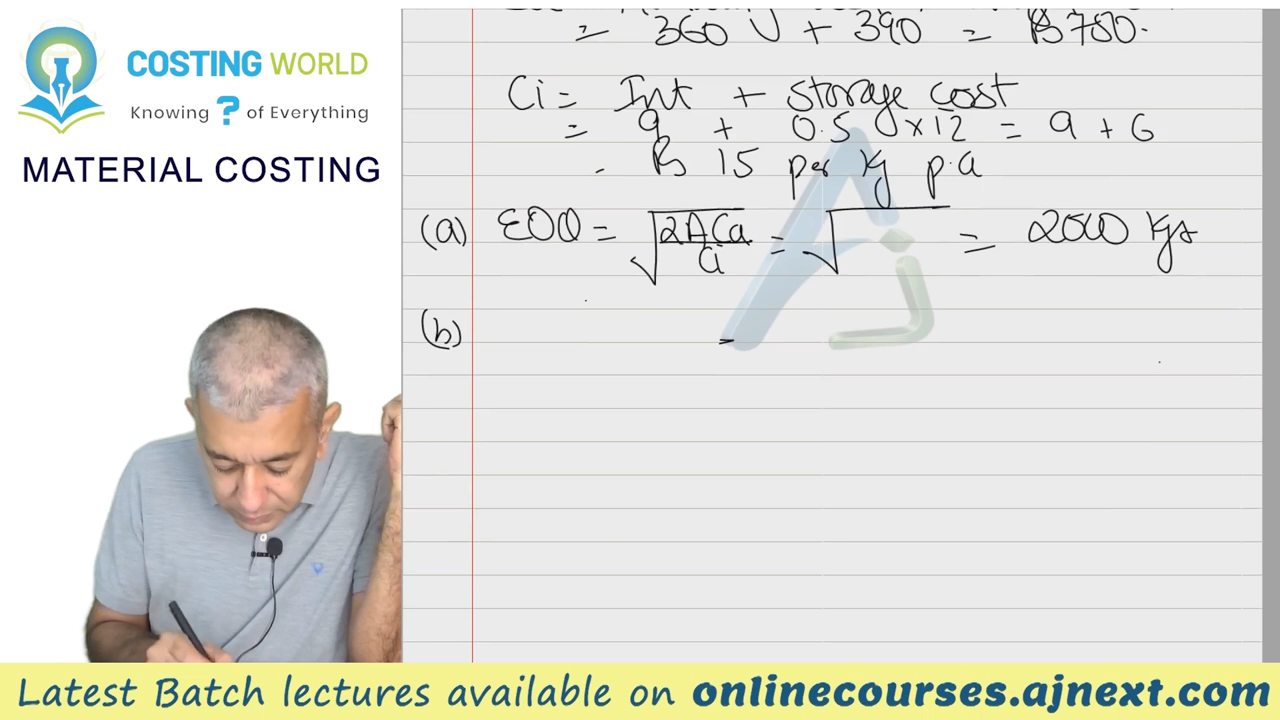 COSTING WORLD
Knowing ? of Everything
MATERIAL COSTING
= 360 + 390 = Rs 750.
Ci = Int + storage cost
= 9 + 0.5 × 12 = 9 + 6
= Rs 15 per Kg p.a
(a) EOQ = √2ACa/Ci = √ = 2000 Kgs
(b) =
Latest Batch lectures available on onlinecourses.ajnext.com